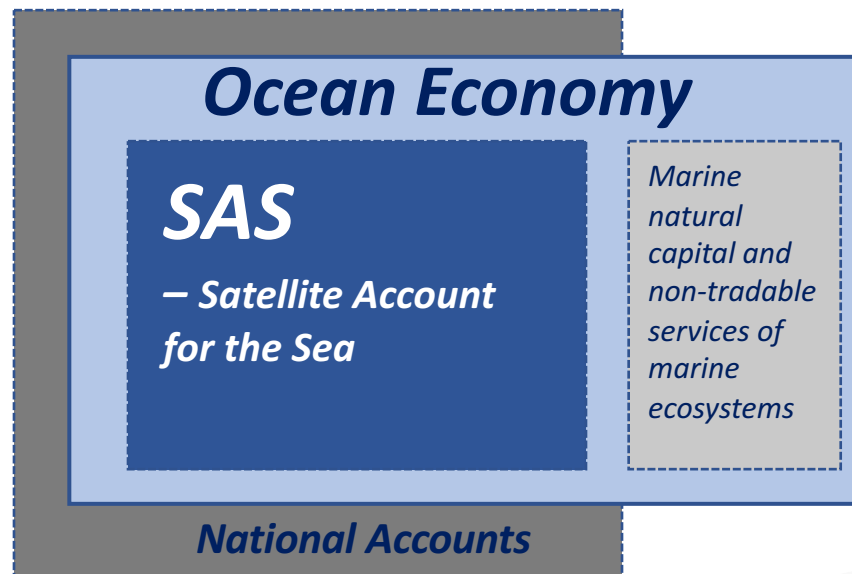 Ocean Economy
SAS
– Satellite Account
for the Sea
Marine
natural
capital and
non-tradable
services of
marine
ecosystems
National Accounts